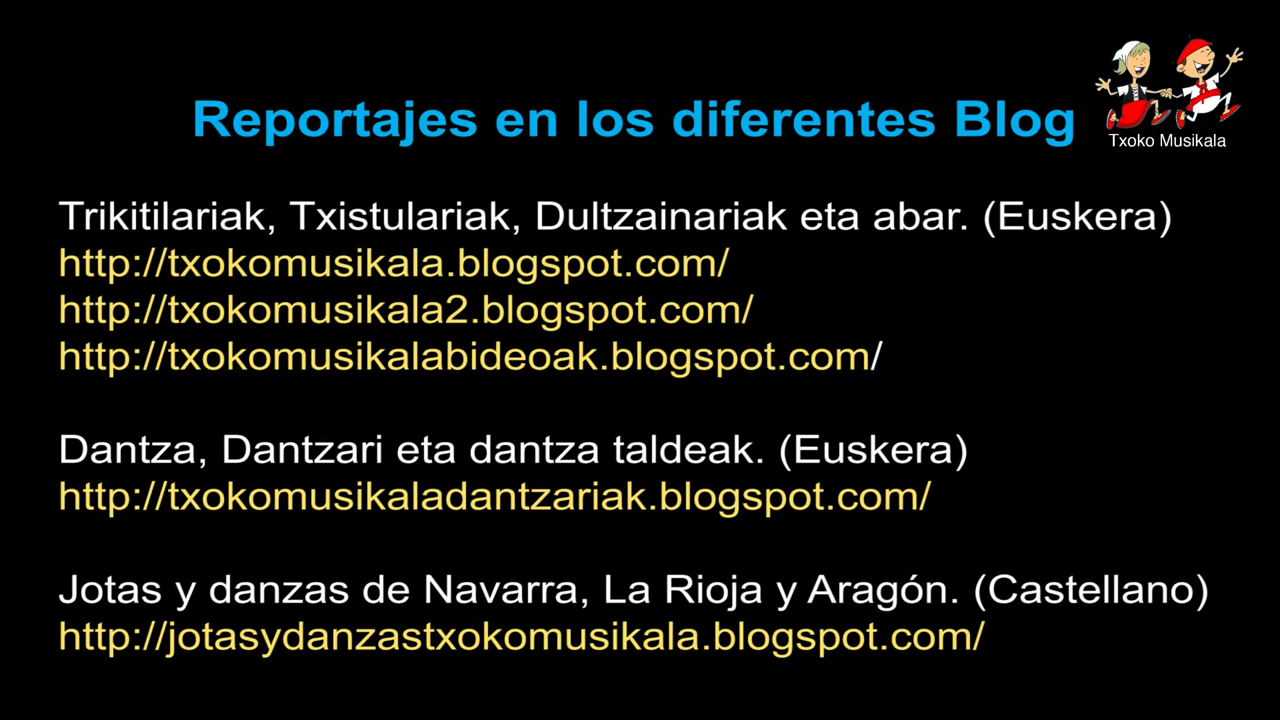 Reportajes en los diferentes Blog
Txoko Musikala
Trikitilariak, Txistulariak, Dultzainariak eta abar. (Euskera)
http://txokomusikala.blogspot.com/
http://txokomusikala2.blogspot.com/
http://txokomusikalabideoak.blogspot.com/
Dantza, Dantzari eta dantza taldeak. (Euskera)
http://txokomusikaladantzariak.blogspot.com/
Jotas y danzas de Navarra, La Rioja y Aragón. (Castellano)
http://jotasydanzastxokomusikala.blogspot.com/